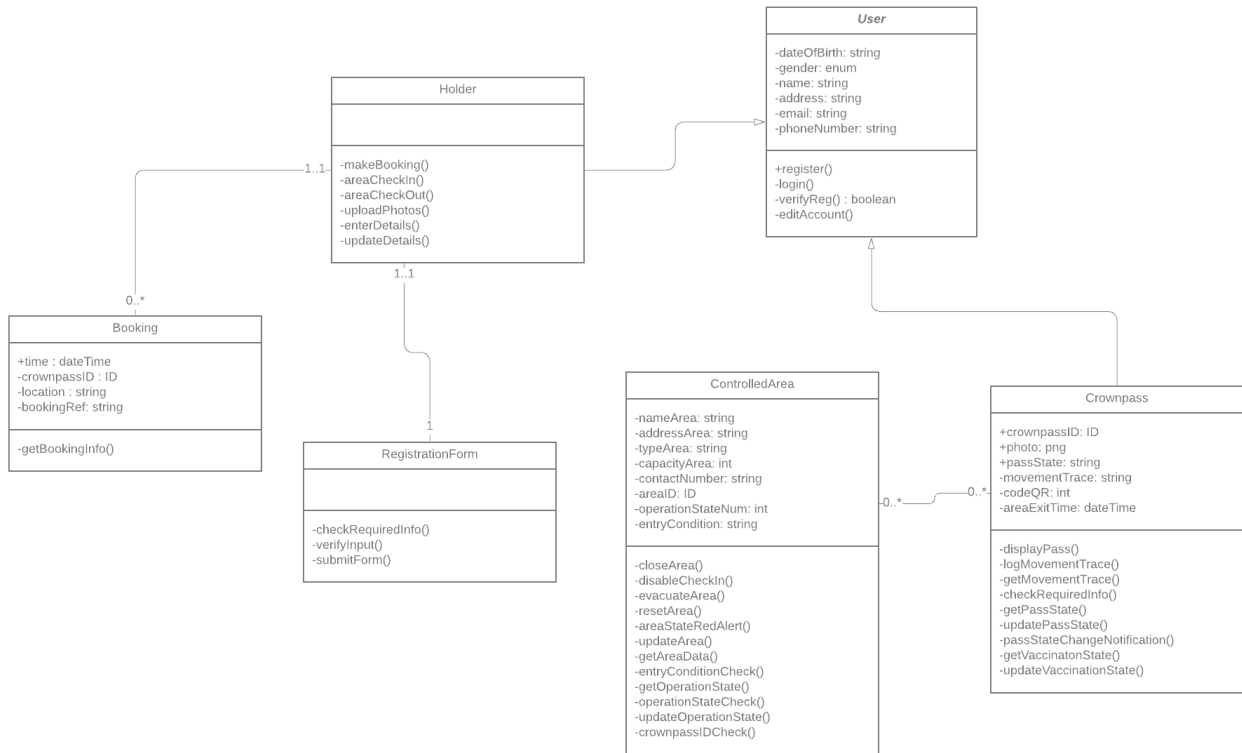 User
-dateOfBirth: string
-gender: enum
-name: string
-address: string
-email: string
-phoneNumber: string
+register()
-login()
-verifyReg() : boolean
-editAccount()
Holder
-makeBooking()
-areaCheckIn()
-areaCheckOut()
-uploadPhotos()
-enterDetails()
-updateDetails()
1..1
1..1
0..*
Booking
+time : dateTime
-crownpassID : ID
-location : string
-bookingRef: string
-getBookingInfo()
1
RegistrationForm
-checkRequiredInfo()
-verifyInput()
-submitForm()
ControlledArea
-nameArea: string
-addressArea: string
-typeArea: string
-capacityArea: int
-contactNumber: string
-areaID: ID
-operationStateNum: int
-entryCondition: string
-closeArea()
-disableCheckIn()
-evacuateArea()
-resetArea()
-areaStateRedAlert()
-updateArea()
-getAreaData()
-entryConditionCheck()
-getOperationState()
-operationStateCheck()
-updateOperationState()
-crownpassIDCheck()
0..*
0..*
Crownpass
+crownpassID: ID
+photo: png
+passState: string
-movementTrace: string
-codeQR: int
-areaExitTime: dateTime
-displayPass()
-logMovementTrace()
-getMovementTrace()
-checkRequiredInfo()
-getPassState()
-updatePassState()
-passStateChangeNotification()
-getVaccinatonState()
-updateVaccinationState()